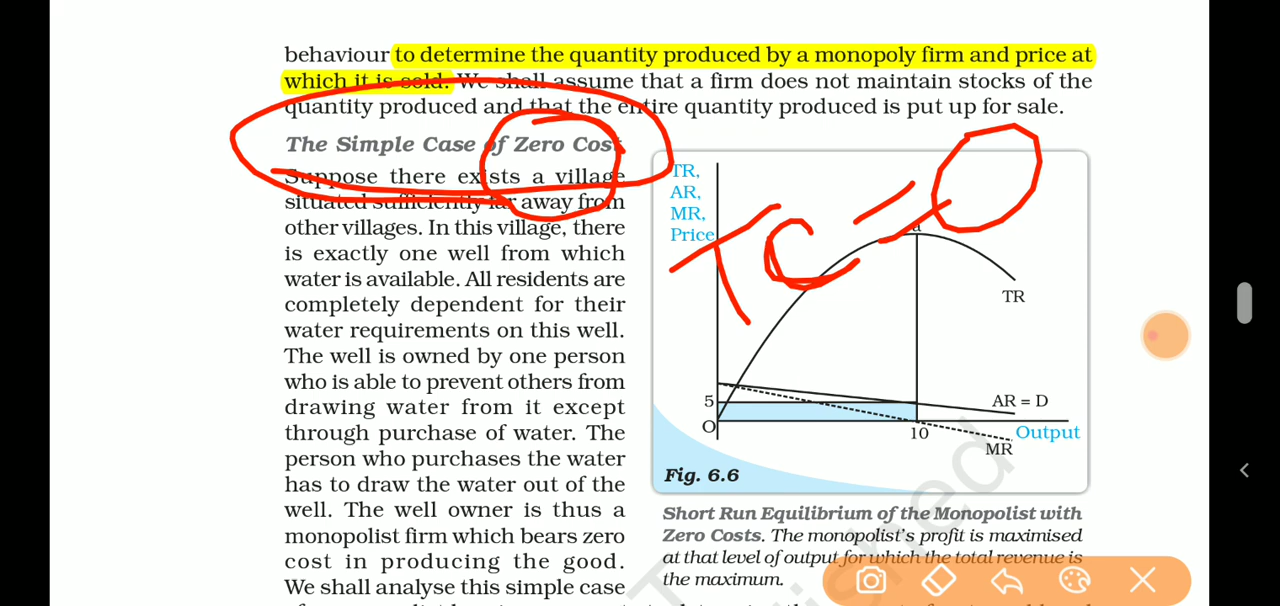 behaviour to determine the quantity produced by a monopoly firm and price at
which it is sold. We shall assume that a firm does not maintain stocks of the
quantity produced and that the entire quantity produced is put up for sale.
The Simple Case of Zero Cost
Suppose there exists a village
situated sufficiently far away from
other villages. In this village, there
is exactly one well from which
water is available. All residents are
completely dependent for their
water requirements on this well.
The well is owned by one person
who is able to prevent others from
drawing water from it except
through purchase of water. The
person who purchases the water
has to draw the water out of the
well. The well owner is thus a
monopolist firm which bears zero
cost in producing the good.
We shall analyse this simple case
TR,
AR,
MR,
Price
TC = 0
a
TR
5
AR = D
O
10
Output
MR
Fig. 6.6
Short Run Equilibrium of the Monopolist with
Zero Costs. The monopolist's profit is maximised
at that level of output for which the total revenue is
the maximum.